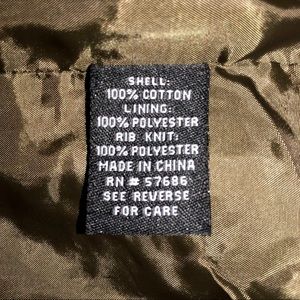 SHELL:
100% COTTON
LINING:
100% POLYESTER
RIB KNIT:
100% POLYESTER
MADE IN CHINA
RN # 57686
SEE REVERSE
FOR CARE